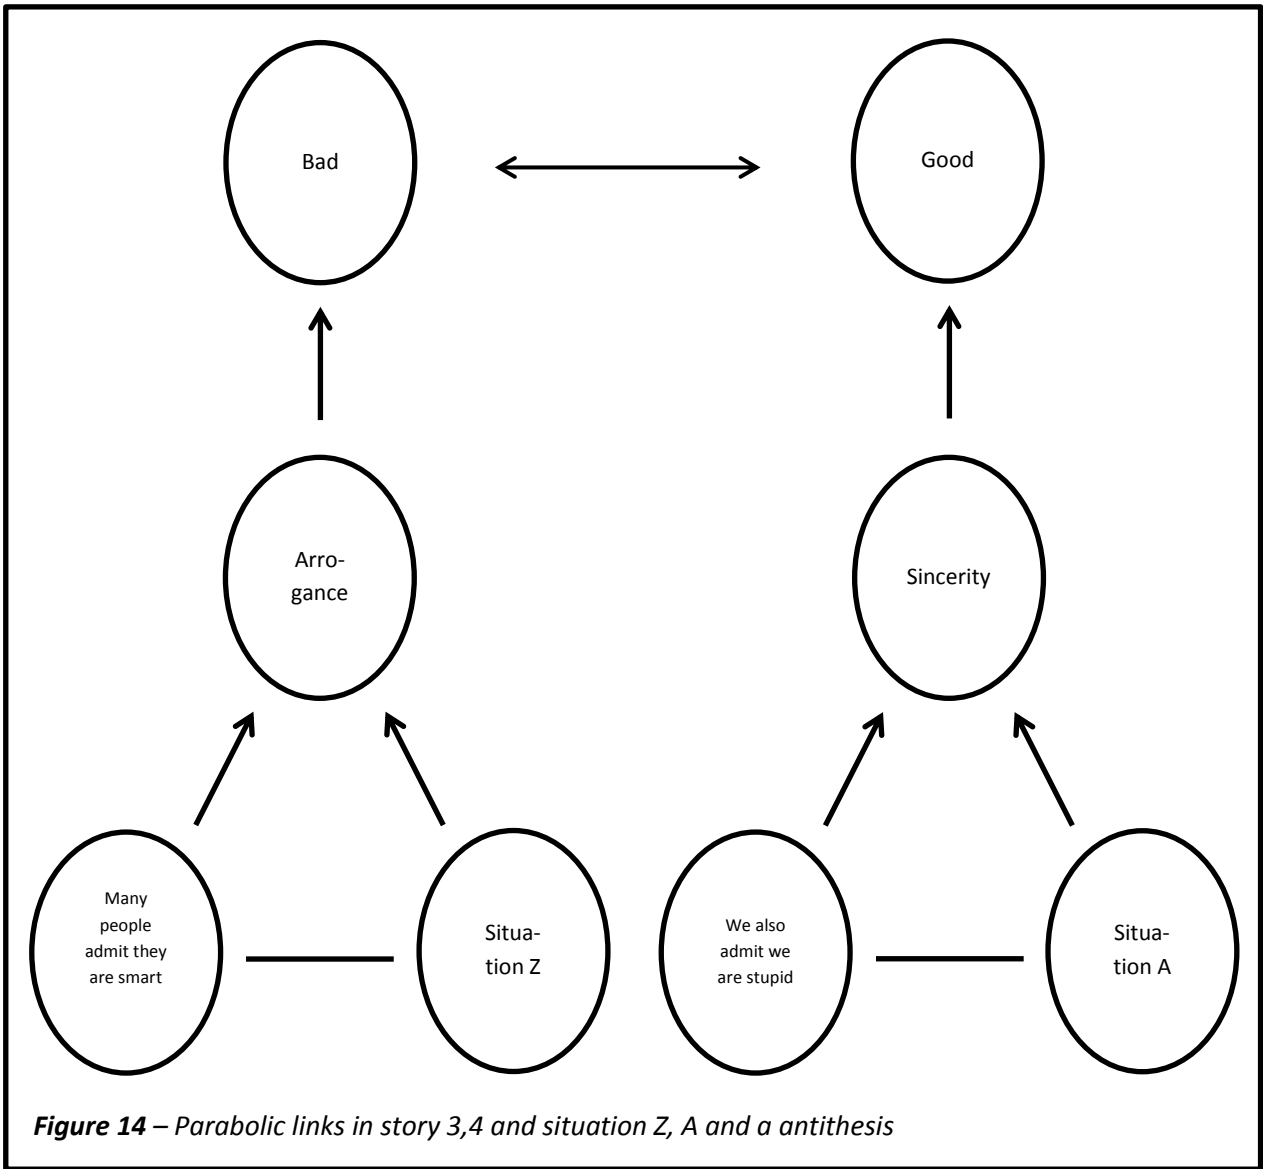 Bad
Good
Arro-
gance
Sincerity
Many
people
admit they
are smart
Situa-
tion Z
We also
admit we
are stupid
Situa-
tion A
Figure 14 – Parabolic links in story 3,4 and situation Z, A and a antithesis